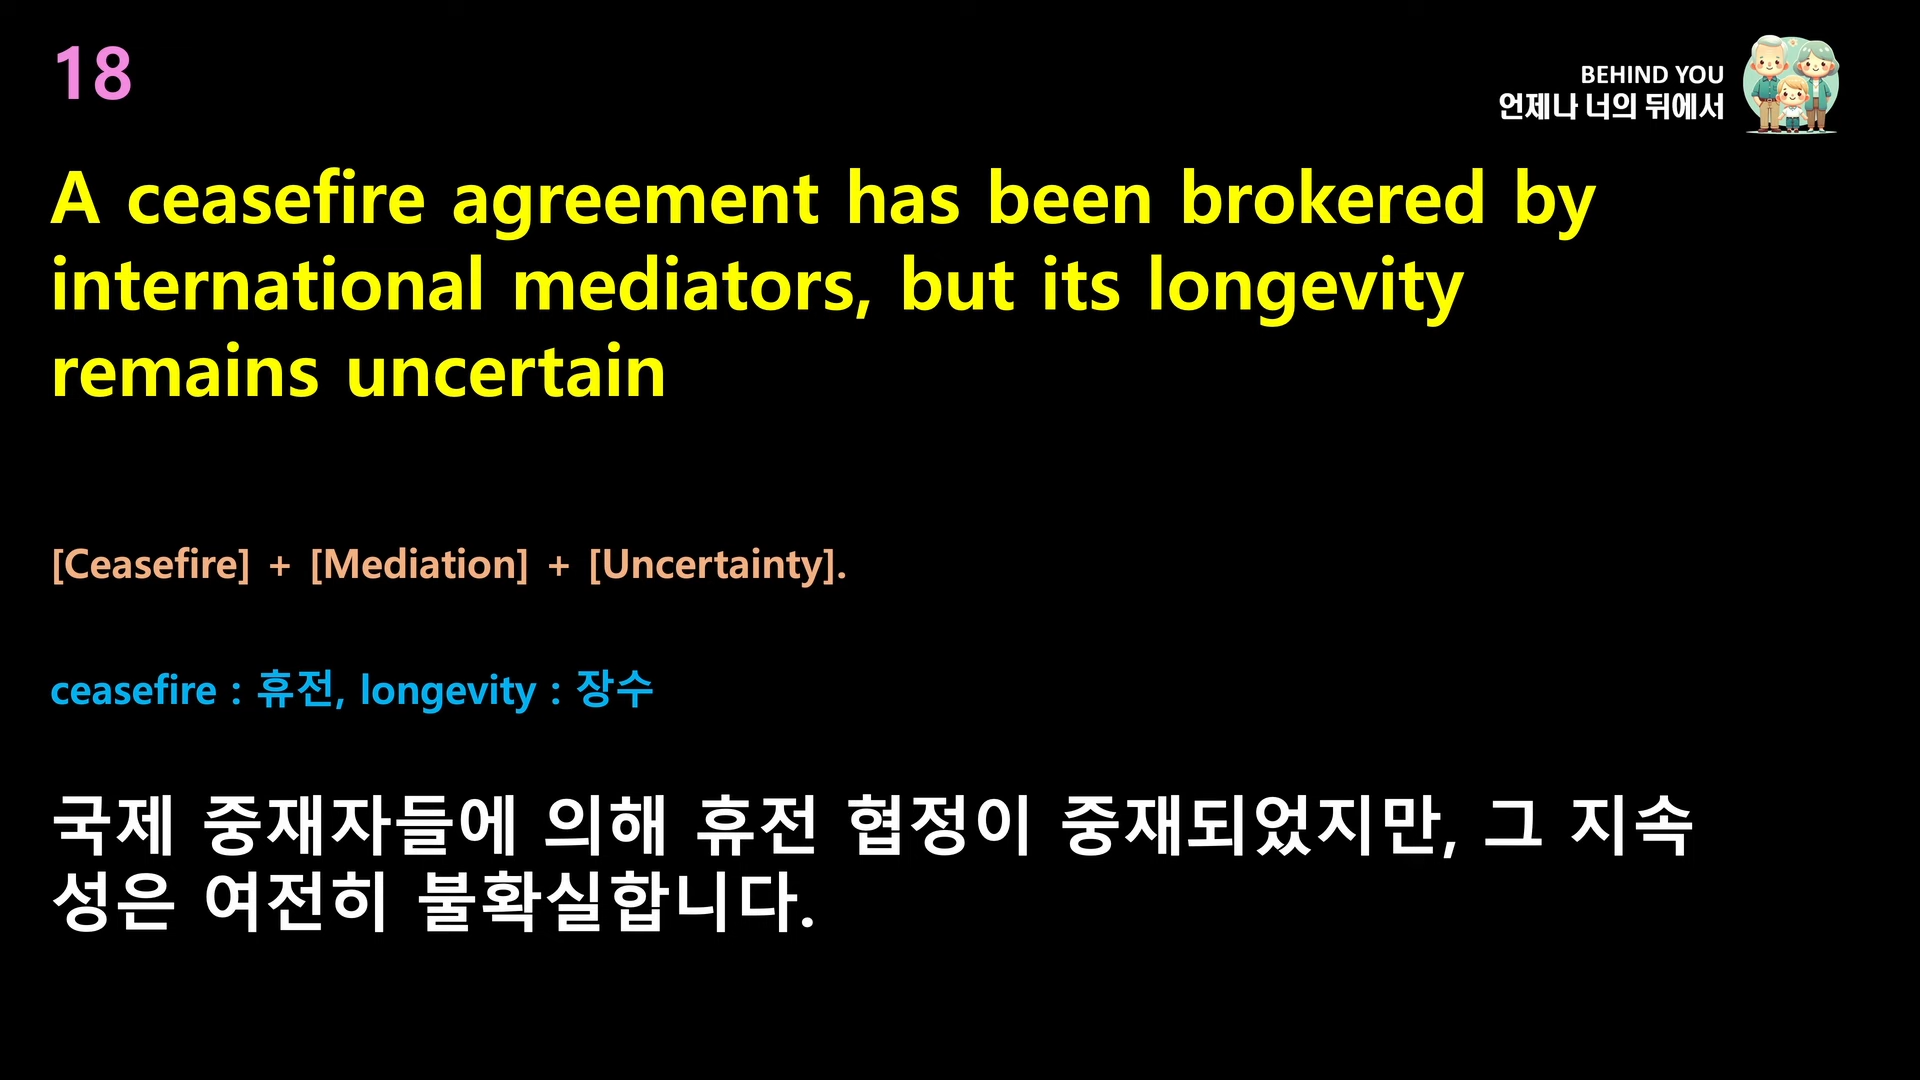 18
BEHIND YOU
언제나 너의 뒤에서
A ceasefire agreement has been brokered by
international mediators, but its longevity
remains uncertain
[Ceasefire] + [Mediation] + [Uncertainty].
ceasefire : 휴전, longevity : 장수
국제 중재자들에 의해 휴전 협정이 중재되었지만, 그 지속
성은 여전히 불확실합니다.